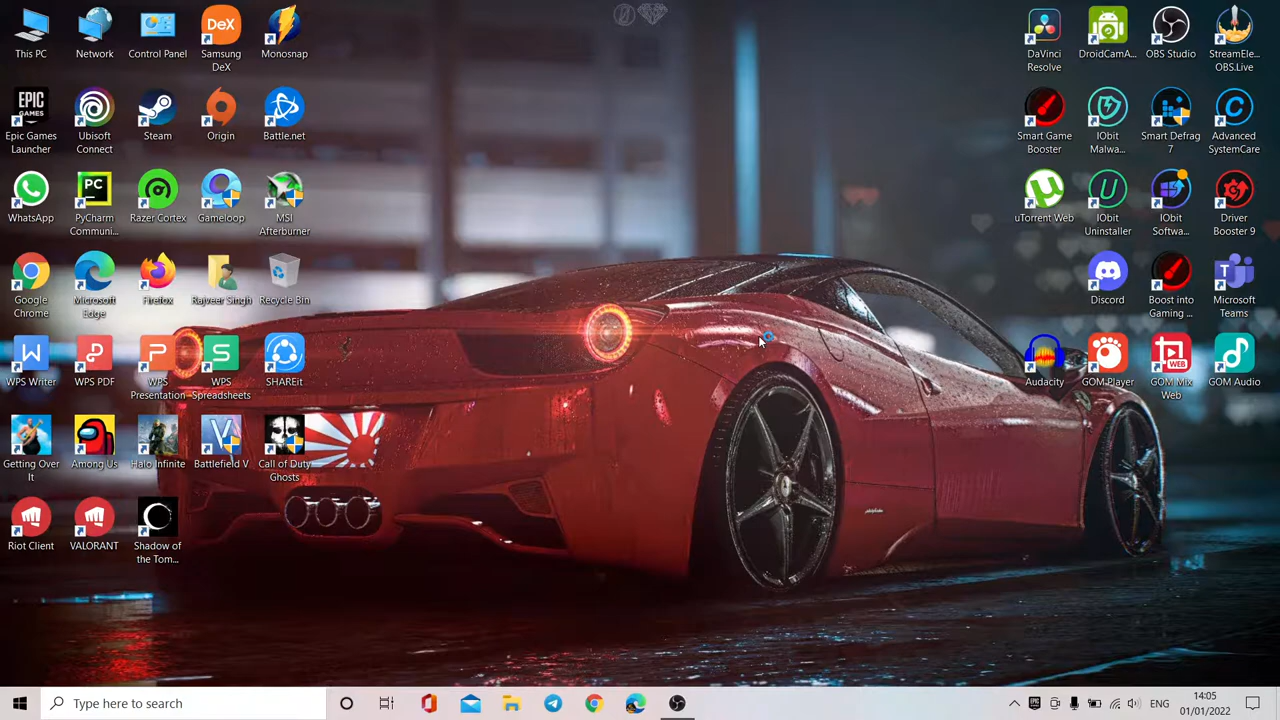 This PC
Network
Control Panel
DeX
Samsung
DeX
Monosnap
DaVinci
Resolve
DroidCamA...
OBS Studio
StreamEle...
OBS.Live
EPIC
GAMES
Epic Games
Launcher
Ubisoft
Connect
Steam
Origin
Battle.net
Smart Game
Booster
IObit
Malwa...
Smart Defrag
7
Advanced
SystemCare
WhatsApp
PC
PyCharm
Communi...
Razer Cortex
Gameloop
MSI
Afterburner
uTorrent Web
IObit
Uninstaller
IObit
Softwa...
Driver
Booster 9
Google
Chrome
Microsoft
Edge
Firefox
Rajveer Singh
Recycle Bin
Discord
Boost into
Gaming ...
Microsoft
Teams
WPS Writer
WPS PDF
WPS
Presentation
WPS
Spreadsheets
SHAREit
Audacity
GOM Player
WEB
GOM Mix
Web
GOM Audio
Getting Over
It
Among Us
Halo Infinite
Battlefield V
Call of Duty
Ghosts
Riot Client
VALORANT
Shadow of
the Tom...
Type here to search
ENG
14:05
01/01/2022